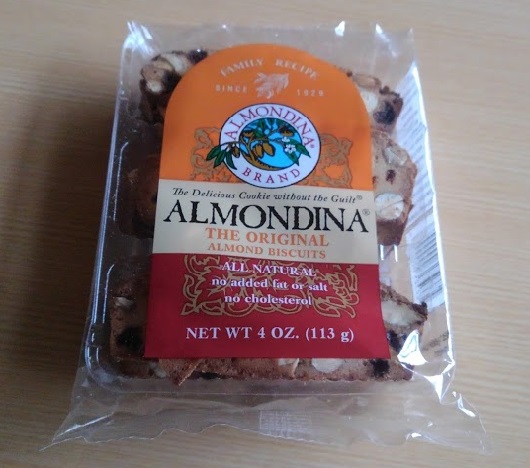 FAMILY RECIPE
SINCE 1929
ALMONDINA®
BRAND
The Delicious Cookie without the Guilt®
ALMONDINA®
THE ORIGINAL
ALMOND BISCUITS
ALL NATURAL
no added fat or salt
no cholesterol
NET WT 4 OZ. (113 g)